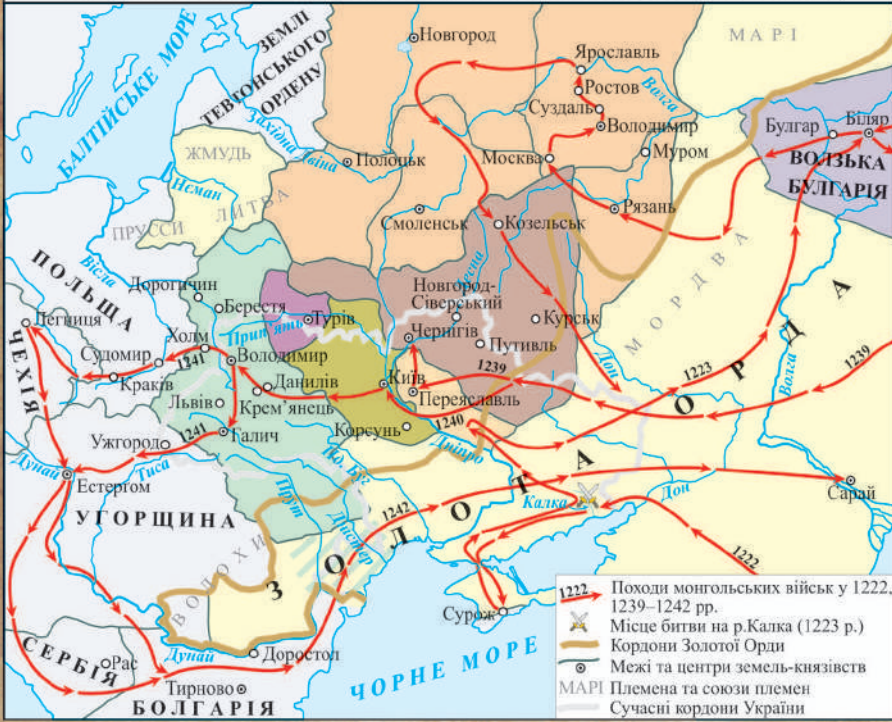 БАЛТІЙСЬКЕ МОРЕ
ЗЕМЛІ
ТЕВТОНСЬКОГО
ОРДЕНУ
Новгород
МАРІ
Ярославль
Ростов
Суздаль
Володимир
Волга
Москва
Муром
Булгар
Біляр
ВОЛЗЬКА
БУЛГАРІЯ
Західна Двіна
ЖМУДЬ
Полоцьк
Нєман
ЛИТВА
ПРУССИ
Смоленськ
Рязань
Козельськ
МОРДВА
ПОЛЬЩА
Вісла
Дорогичин
Берестя
Десна
Новгород-
Сіверський
Курськ
Легниця
Турів
Прип'ять
Чернігів
Путивль
Дон
Холм
Судомир
1241
Володимир
1239
1223
1239
Волга
ЧЕХІЯ
Краків
Данилів
Київ
Переяславль
Крем’янець
Львів
1240
Корсунь
Ужгород
1241
Галич
Дніпро
Дунай
Тиса
Пд. Буг
Естергом
Прут
Дністер
1242
Калка
Дон
Сарай
УГОРЩИНА
ВОЛОХИ
ЗОЛОТА ОРДА
1222
Сурож
СЕРБІЯ
Рас
Дунай
Доростол
Тирново
БОЛГАРІЯ
ЧОРНЕ МОРЕ
1222 Походи монгольських військ у 1222,
1239–1242 рр.
Місце битви на р.Калка (1223 р.)
Кордони Золотої Орди
Межі та центри земель-князівств
МАРІ Племена та союзи племен
Сучасні кордони України